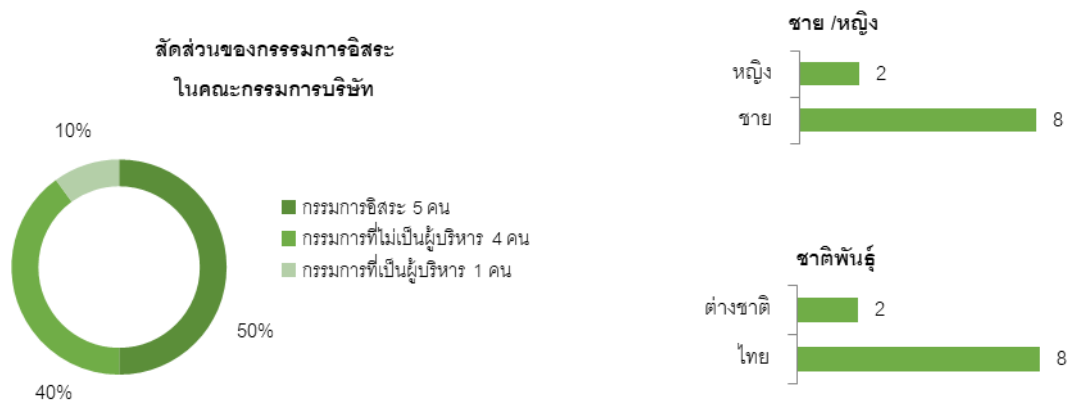 สัดส่วนของกรรรมการอิสระ
ในคณะกรรมการบริษัท
10%
50%
40%
กรรมการอิสระ 5 คน
กรรมการที่ไม่เป็นผู้บริหาร 4 คน
กรรมการที่เป็นผู้บริหาร 1 คน
ชาย /หญิง
หญิง 2
ชาย 8
ชาติพันธุ์
ต่างชาติ 2
ไทย 8